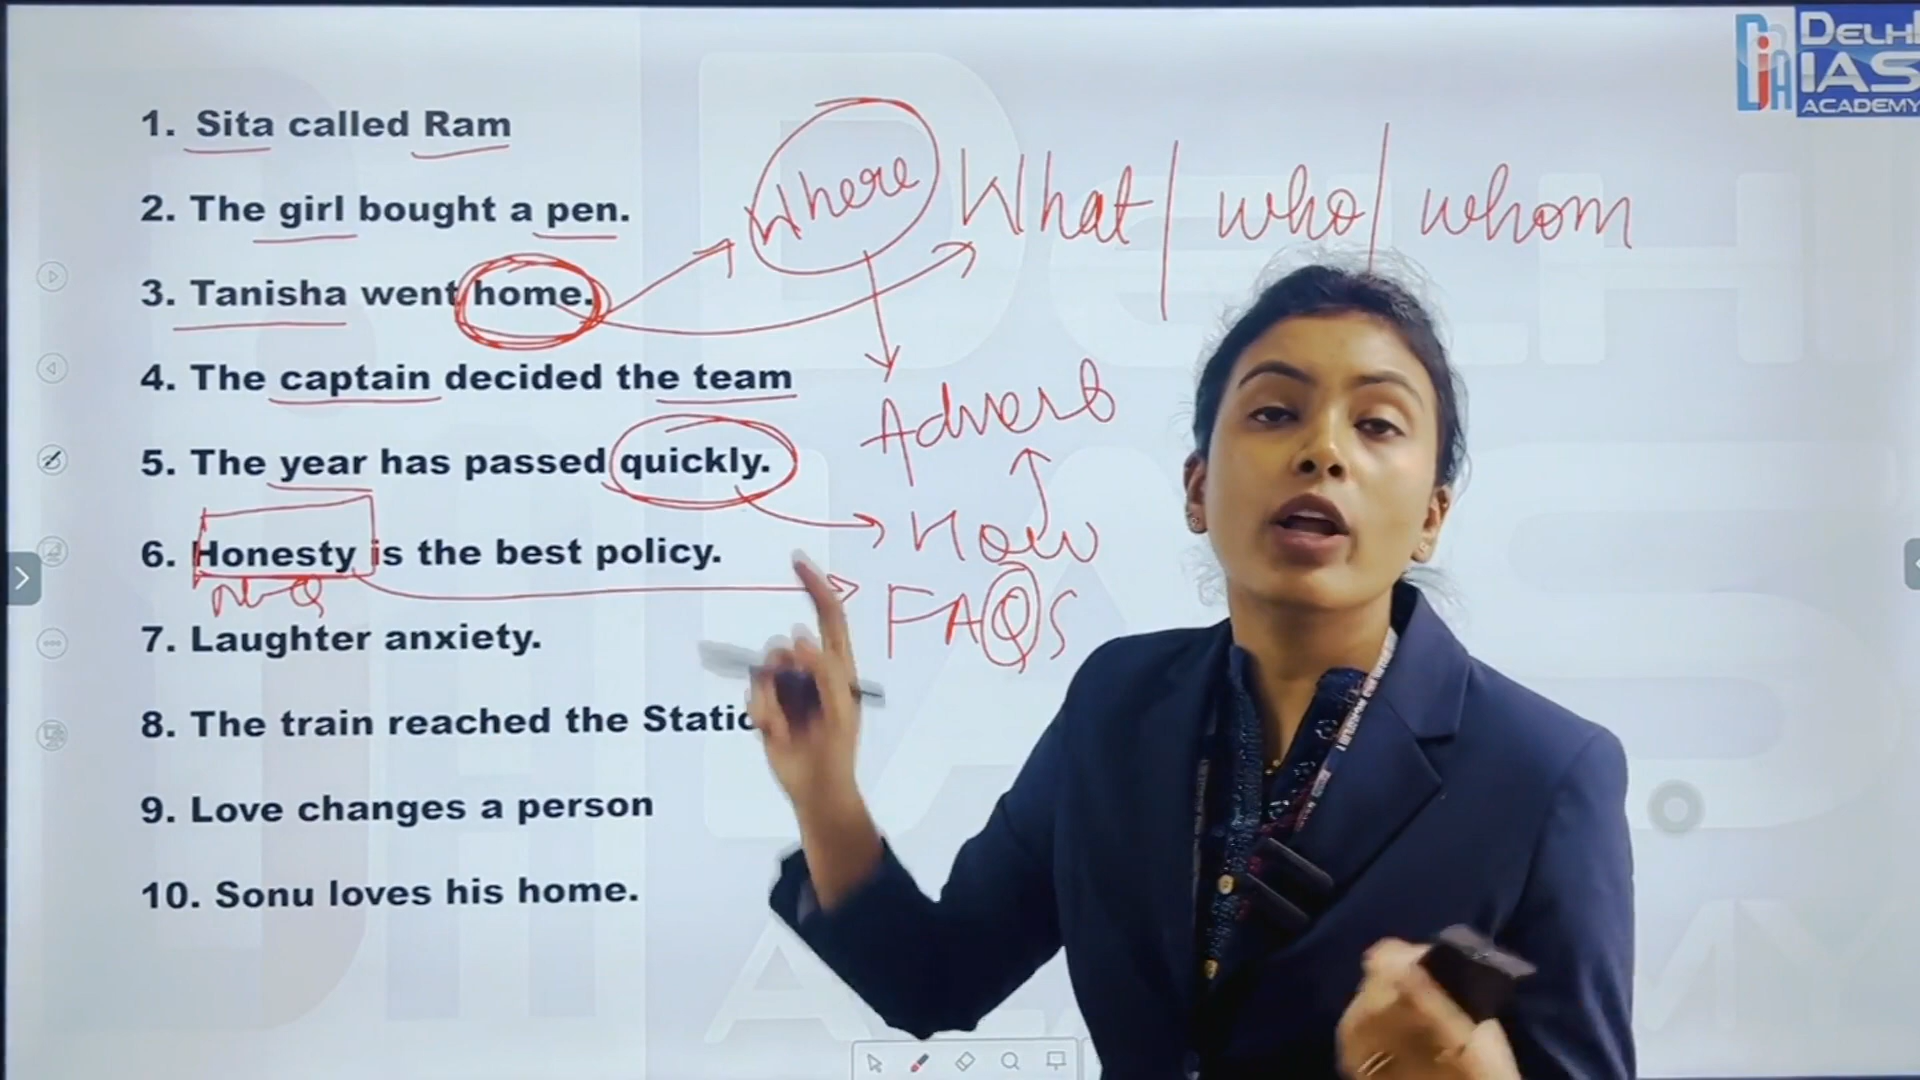 DELHI
IAS
ACADEMY
1. Sita called Ram
2. The girl bought a pen.
3. Tanisha went home.
4. The captain decided the team
5. The year has passed quickly.
6. Honesty is the best policy.
7. Laughter anxiety.
8. The train reached the
9. Love changes a person
10. Sonu loves his home.
Where What / who / whom
Adverb
How
FAQS